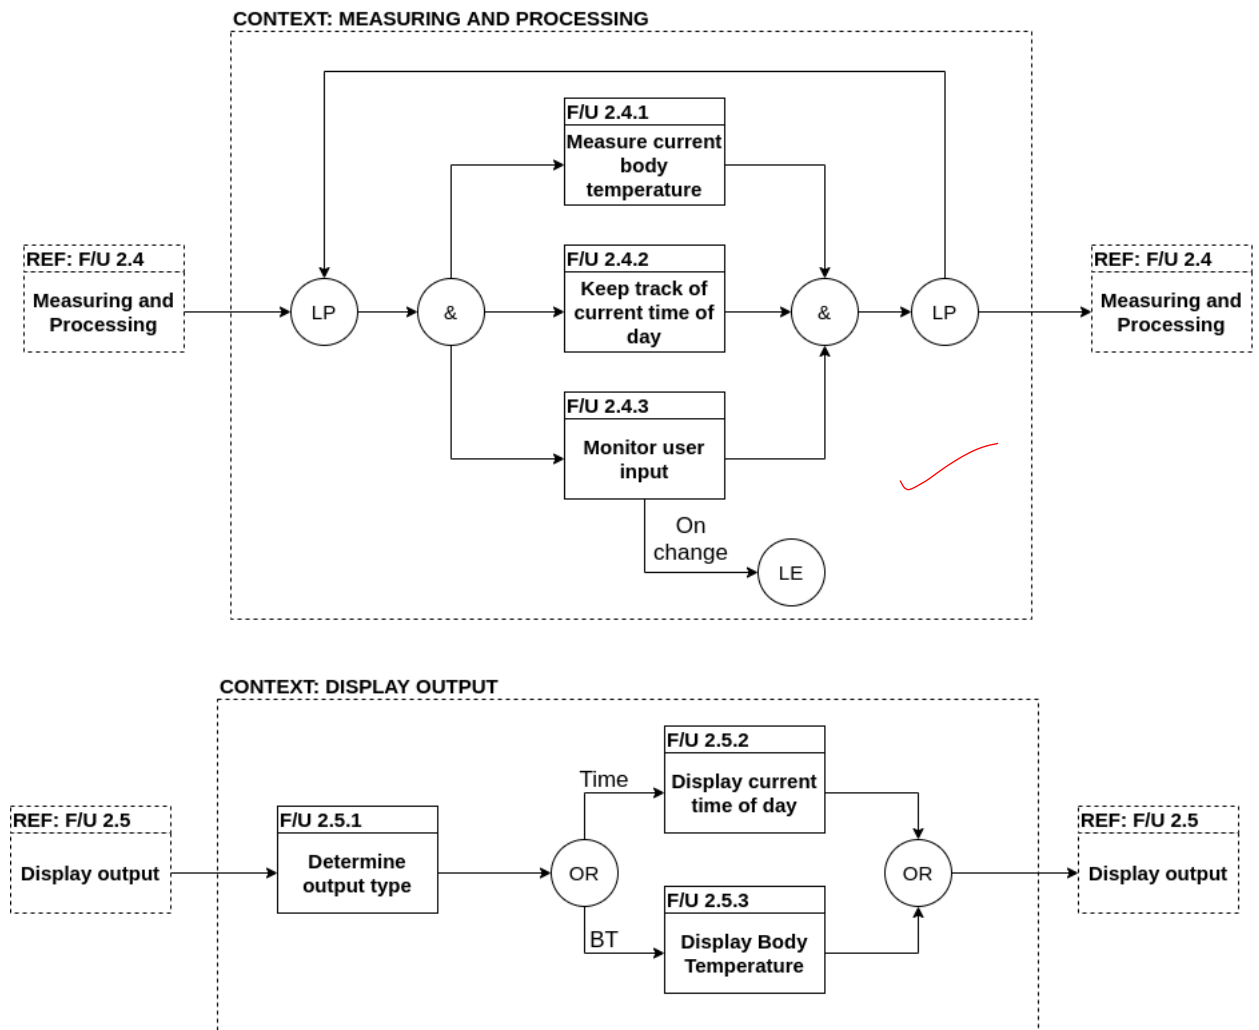 CONTEXT: MEASURING AND PROCESSING
F/U 2.4.1
Measure current
body
temperature
REF: F/U 2.4
Measuring and
Processing
LP
&
F/U 2.4.2
Keep track of
current time of
day
&
LP
REF: F/U 2.4
Measuring and
Processing
F/U 2.4.3
Monitor user
input
On
change
LE
CONTEXT: DISPLAY OUTPUT
REF: F/U 2.5
Display output
F/U 2.5.1
Determine
output type
OR
Time
F/U 2.5.2
Display current
time of day
BT
F/U 2.5.3
Display Body
Temperature
OR
REF: F/U 2.5
Display output